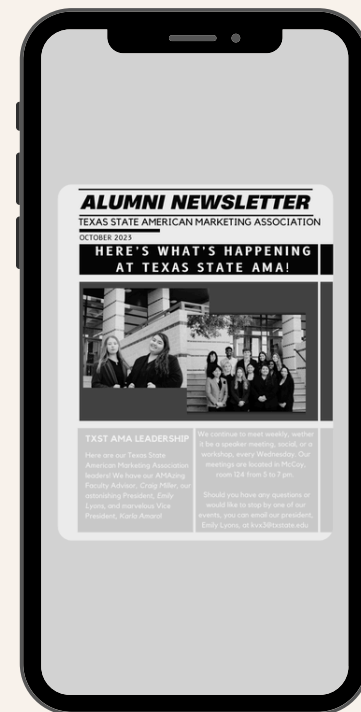 ALUMNI NEWSLETTER
TEXAS STATE AMERICAN MARKETING ASSOCIATION
OCTOBER 2023
HERE'S WHAT'S HAPPENING
AT TEXAS STATE AMA!
TXST AMA LEADERSHIP
Here are our Texas State
American Marketing Association
leaders! We have our AMAzing
Faculty Advisor, Craig Miller, our
astonishing President, Emily
Lyons, and marvelous Vice
President, Karla Amaro!
We continue to meet weekly, wether
it be a speaker meeting, social, or a
workshop, every Wednesday. Our
meetings are located in McCoy,
room 124 from 5 to 7 pm.
Should you have any questions or
would like to stop by one of our
events, you can email our president,
Emily Lyons, at kvx3@txstate.edu